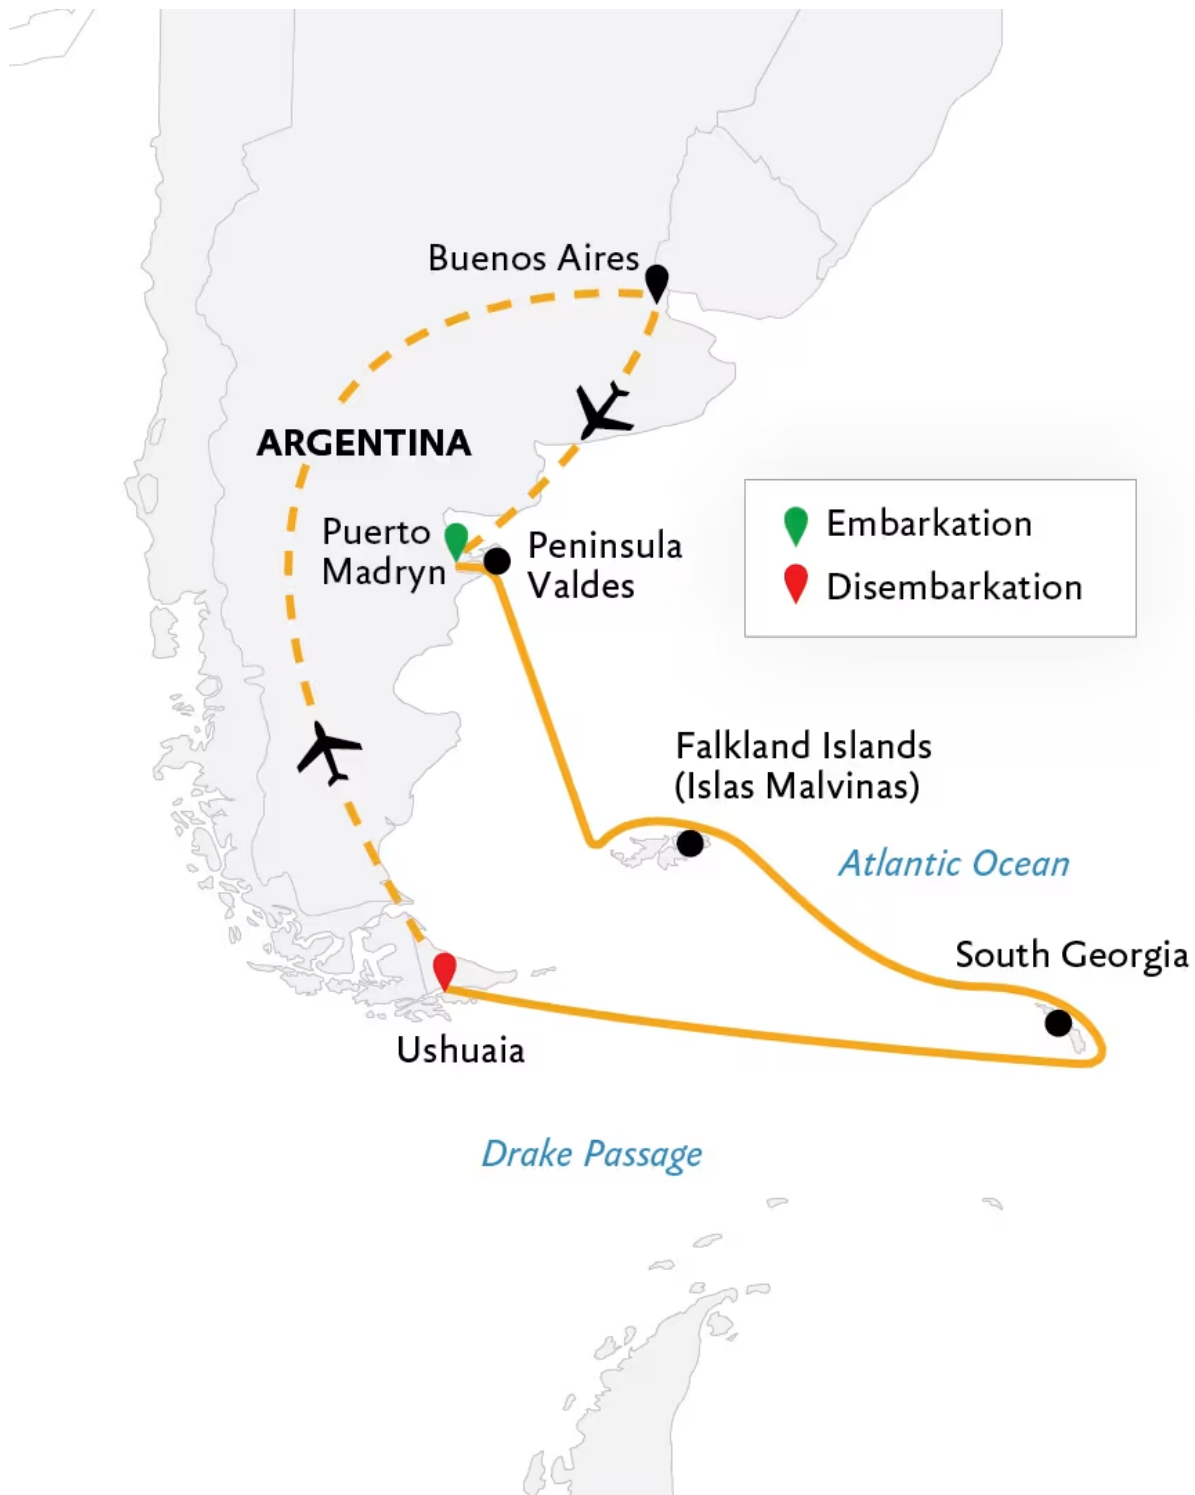 Buenos Aires
ARGENTINA
Puerto
Madryn
Peninsula
Valdes
Embarkation
Disembarkation
Falkland Islands
(Islas Malvinas)
Atlantic Ocean
South Georgia
Ushuaia
Drake Passage